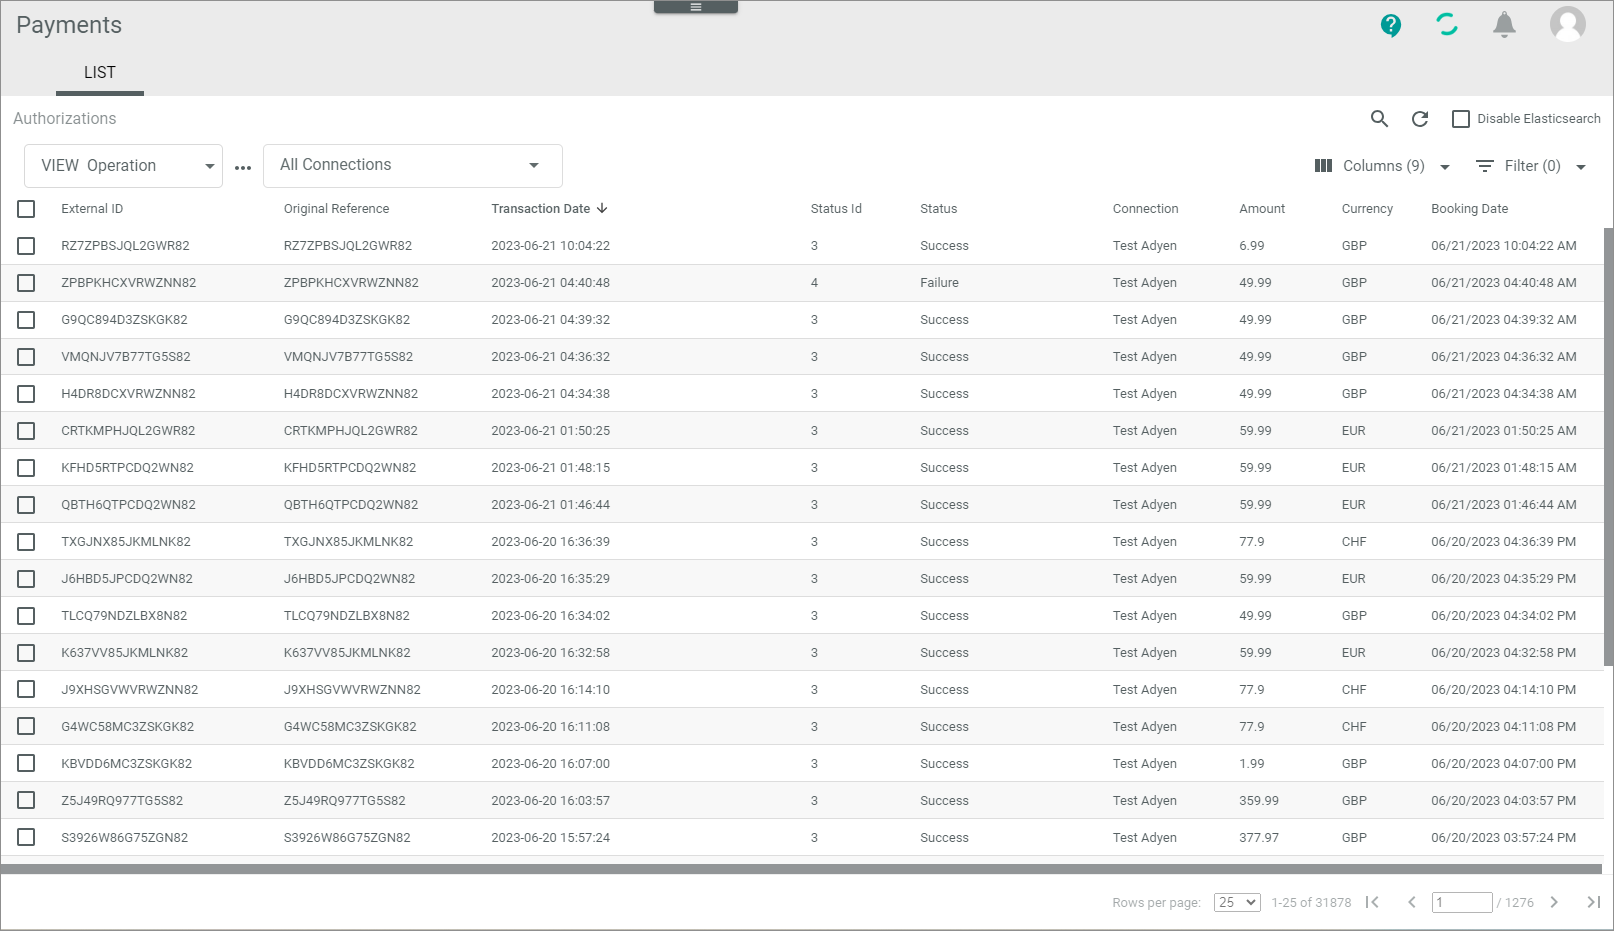 Payments
LIST
Authorizations
Disable Elasticsearch
VIEW Operation ... All Connections Columns (9) Filter (0)
External ID Original Reference Transaction Date Status Id Status Connection Amount Currency Booking Date
RZ7ZPBSJQL2GWR82 RZ7ZPBSJQL2GWR82 2023-06-21 10:04:22 3 Success Test Adyen 6.99 GBP 06/21/2023 10:04:22 AM
ZPBPKHCXVRWZNN82 ZPBPKHCXVRWZNN82 2023-06-21 04:40:48 4 Failure Test Adyen 49.99 GBP 06/21/2023 04:40:48 AM
G9QC894D3ZSKGK82 G9QC894D3ZSKGK82 2023-06-21 04:39:32 3 Success Test Adyen 49.99 GBP 06/21/2023 04:39:32 AM
VMQNJV7B77TG5S82 VMQNJV7B77TG5S82 2023-06-21 04:36:32 3 Success Test Adyen 49.99 GBP 06/21/2023 04:36:32 AM
H4DR8DCXVRWZNN82 H4DR8DCXVRWZNN82 2023-06-21 04:34:38 3 Success Test Adyen 49.99 GBP 06/21/2023 04:34:38 AM
CRTKMPHJQL2GWR82 CRTKMPHJQL2GWR82 2023-06-21 01:50:25 3 Success Test Adyen 59.99 EUR 06/21/2023 01:50:25 AM
KFHD5RTPCDQ2WN82 KFHD5RTPCDQ2WN82 2023-06-21 01:48:15 3 Success Test Adyen 59.99 EUR 06/21/2023 01:48:15 AM
QBTH6QTPCDQ2WN82 QBTH6QTPCDQ2WN82 2023-06-21 01:46:44 3 Success Test Adyen 59.99 EUR 06/21/2023 01:46:44 AM
TXGJNX85JKMLNK82 TXGJNX85JKMLNK82 2023-06-20 16:36:39 3 Success Test Adyen 77.9 CHF 06/20/2023 04:36:39 PM
J6HBD5JPCDQ2WN82 J6HBD5JPCDQ2WN82 2023-06-20 16:35:29 3 Success Test Adyen 59.99 EUR 06/20/2023 04:35:29 PM
TLCQ79NDZLBX8N82 TLCQ79NDZLBX8N82 2023-06-20 16:34:02 3 Success Test Adyen 49.99 GBP 06/20/2023 04:34:02 PM
K637VV85JKMLNK82 K637VV85JKMLNK82 2023-06-20 16:32:58 3 Success Test Adyen 59.99 EUR 06/20/2023 04:32:58 PM
J9XHSGVWVRWZNN82 J9XHSGVWVRWZNN82 2023-06-20 16:14:10 3 Success Test Adyen 77.9 CHF 06/20/2023 04:14:10 PM
G4WC58MC3ZSKGK82 G4WC58MC3ZSKGK82 2023-06-20 16:11:08 3 Success Test Adyen 77.9 CHF 06/20/2023 04:11:08 PM
KBVDD6MC3ZSKGK82 KBVDD6MC3ZSKGK82 2023-06-20 16:07:00 3 Success Test Adyen 1.99 GBP 06/20/2023 04:07:00 PM
Z5J49RQ977TG5S82 Z5J49RQ977TG5S82 2023-06-20 16:03:57 3 Success Test Adyen 359.99 GBP 06/20/2023 04:03:57 PM
S3926W86G75ZGN82 S3926W86G75ZGN82 2023-06-20 15:57:24 3 Success Test Adyen 377.97 GBP 06/20/2023 03:57:24 PM
Rows per page: 25 1-25 of 31878 1 / 1276